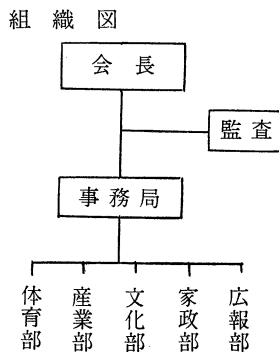 組織図
会長
監査
事務局
体育部
産業部
文化部
家政部
広報部